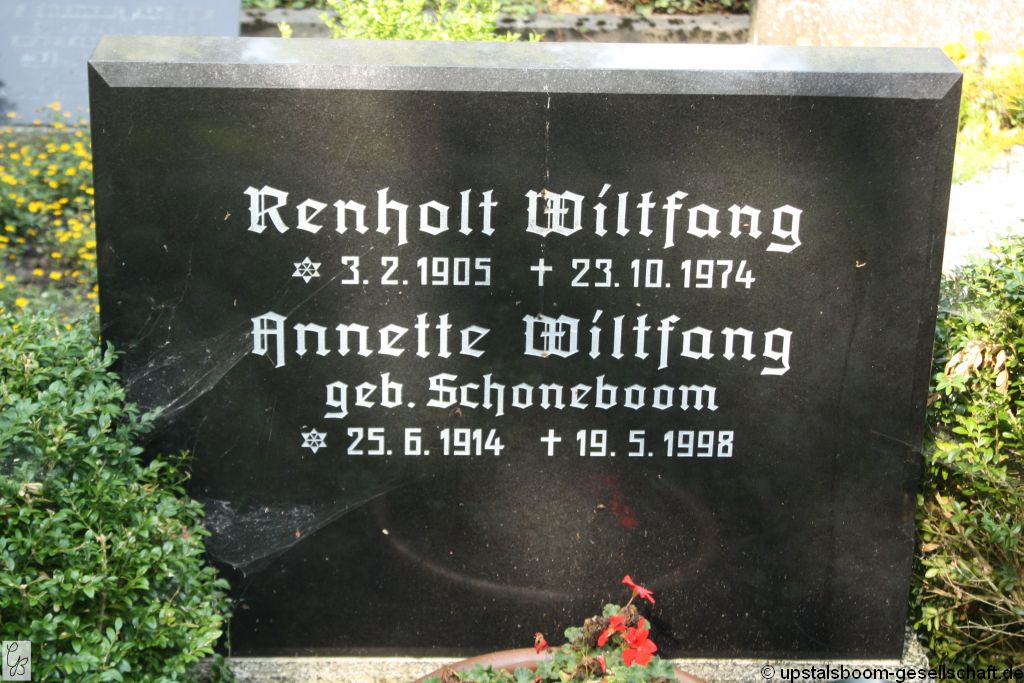 Renholt Wiltfang
✡ 3. 2. 1905 † 23. 10. 1974
Annette Wiltfang
geb. Schoneboom
✡ 25. 6. 1914 † 19. 5. 1998
© upstalsboom-gesellschaft.de